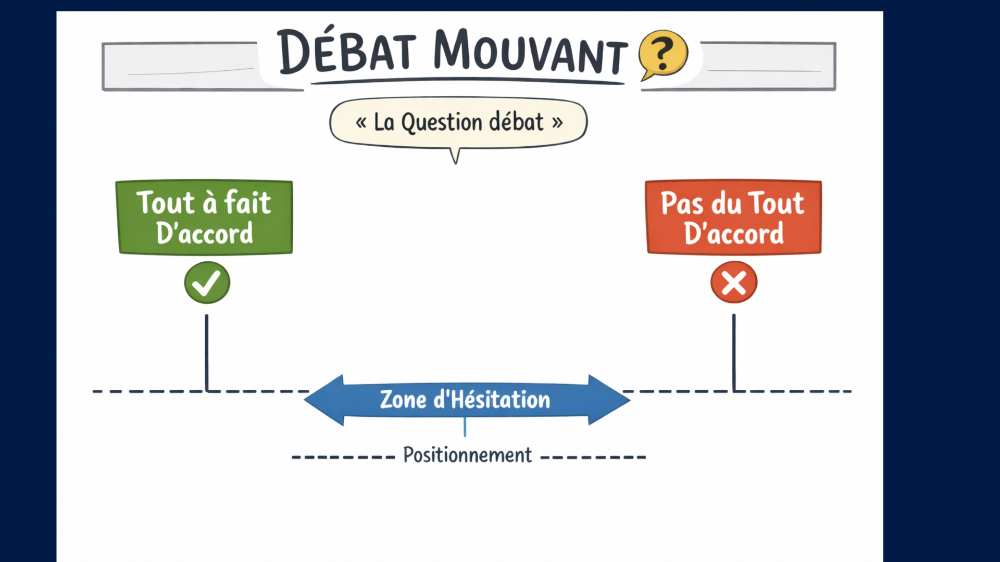 DÉBAT MOUVANT ?
« La Question débat »
Tout à fait
D'accord
Pas du Tout
D'accord
Zone d'Hésitation
Positionnement